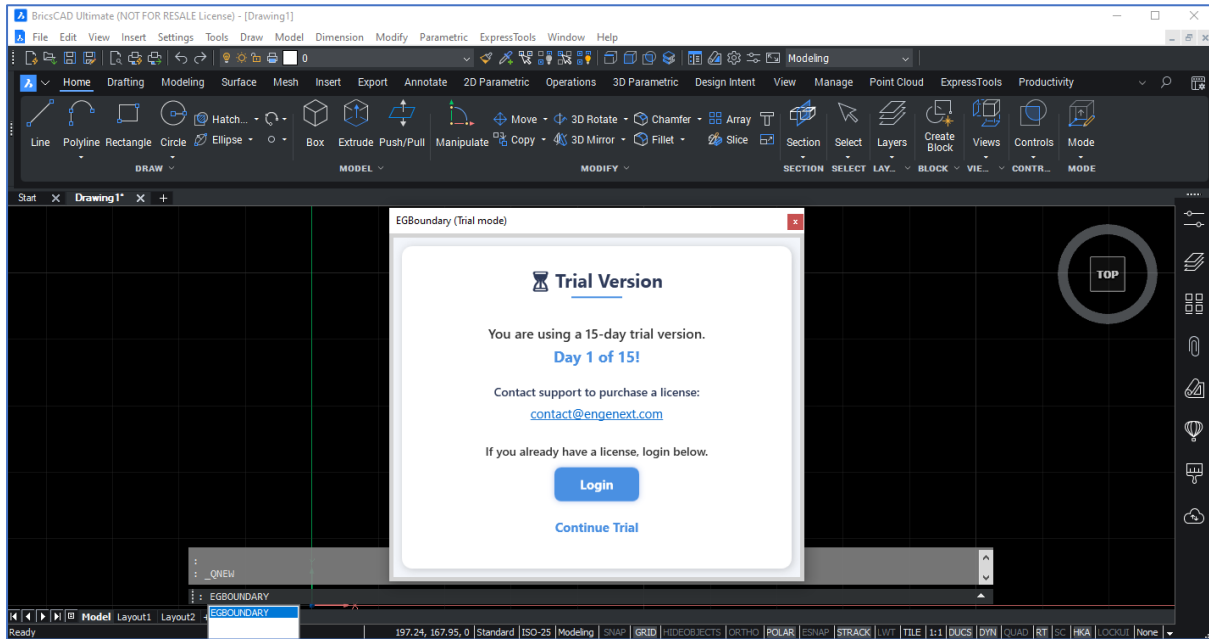 BricsCAD Ultimate (NOT FOR RESALE License) - [Drawing1]
File Edit View Insert Settings Tools Draw Model Dimension Modify Parametric ExpressTools Window Help
0 Modeling
Home Drafting Modeling Surface Mesh Insert Export Annotate 2D Parametric Operations 3D Parametric Design Intent View Manage Point Cloud ExpressTools Productivity
Hatch... Move 3D Rotate Chamfer Array
Line Polyline Rectangle Circle Ellipse Box Extrude Push/Pull Manipulate Copy 3D Mirror Fillet Slice Section Select Layers Create Block Views Controls Mode
DRAW MODEL MODIFY SECTION SELECT LAY... BLOCK VIE... CONTR... MODE
Start Drawing1* +
EGBoundary (Trial mode)
TOP
Trial Version
You are using a 15-day trial version.
Day 1 of 15!
Contact support to purchase a license:
contact@engenext.com
If you already have a license, login below.
Login
Continue Trial
:
: _QNEW
: EGBOUNDARY
EGBOUNDARY
X
Model Layout1 Layout2 +
Ready 197.24, 167.95, 0 Standard ISO-25 Modeling SNAP GRID HIDEOBJECTS ORTHO POLAR ESNAP STRACK LWT TILE 1:1 DUCS DYN QUAD RT SC HKA LOCKUI None